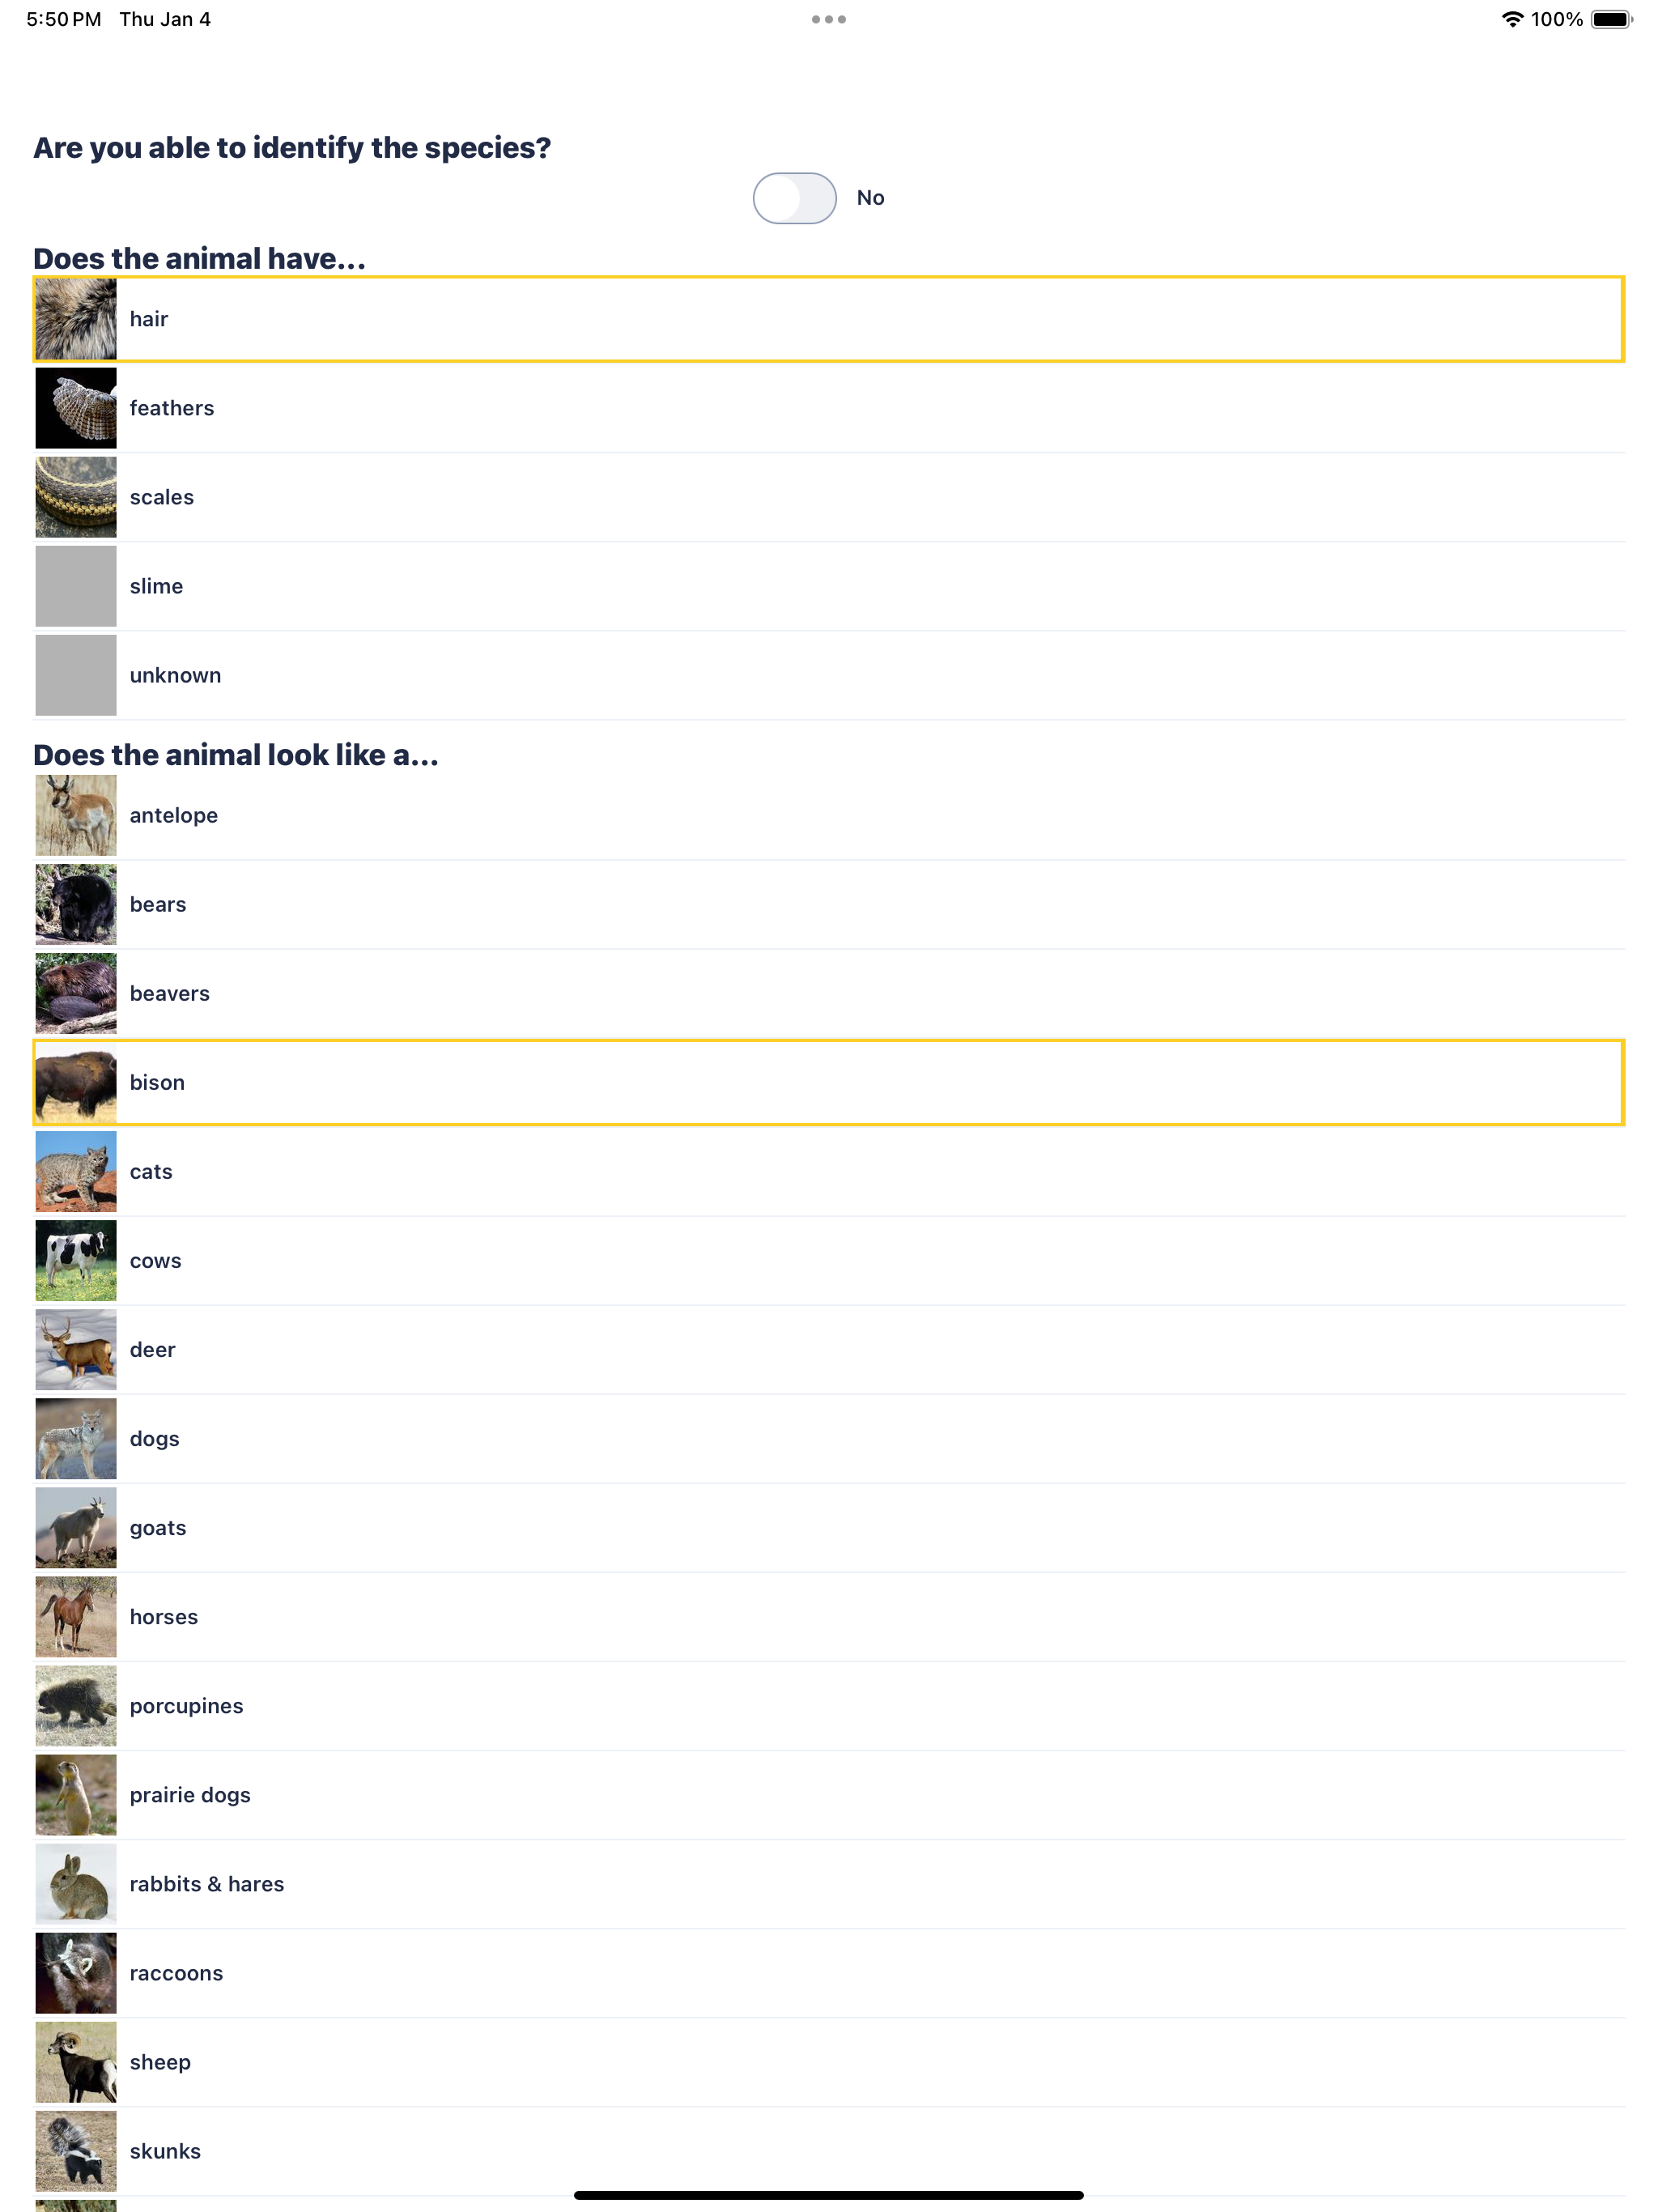 5:50 PM Thu Jan 4
100%
Are you able to identify the species?
No
Does the animal have...
hair
feathers
scales
slime
unknown
Does the animal look like a...
antelope
bears
beavers
bison
cats
cows
deer
dogs
goats
horses
porcupines
prairie dogs
rabbits & hares
raccoons
sheep
skunks